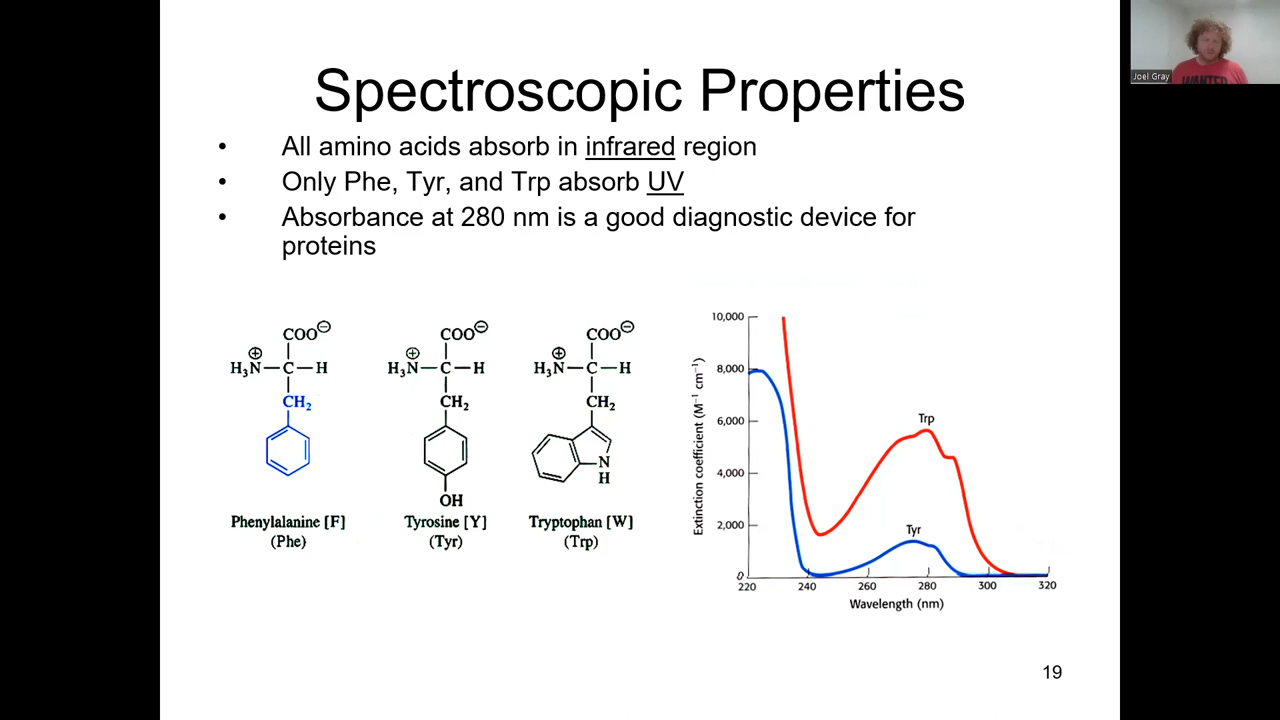 Spectroscopic Properties
• All amino acids absorb in infrared region
• Only Phe, Tyr, and Trp absorb UV
• Absorbance at 280 nm is a good diagnostic device for
proteins
COO⊖
⊕
H₃N—C—H
CH₂
Phenylalanine [F]
(Phe)
COO⊖
⊕
H₃N—C—H
CH₂
OH
Tyrosine [Y]
(Tyr)
COO⊖
⊕
H₃N—C—H
CH₂
N
H
Tryptophan [W]
(Trp)
Extinction coefficient (M⁻¹ cm⁻¹)
10,000
8,000
6,000
4,000
2,000
0
Trp
Tyr
220 240 260 280 300 320
Wavelength (nm)
19
Joel Gray
WANTED